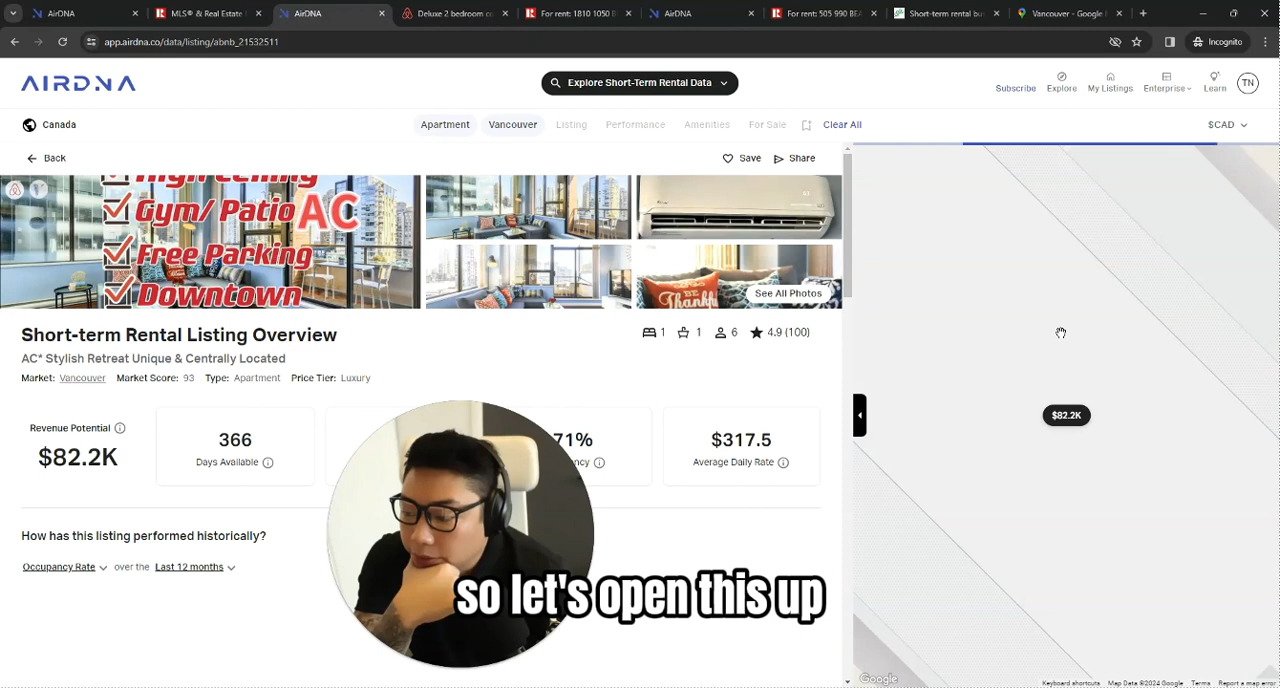 AirDNA
MLS® & Real Estate
AirDNA
Deluxe 2 bedroom co
For rent: 1810 1050 B
AirDNA
For rent: 505 990 BEA
Short-term rental bu
Vancouver - Google
app.airdna.co/data/listing/abnb_21532511
Incognito
AIRDNA
Explore Short-Term Rental Data
Subscribe
Explore
My Listings
Enterprise
Learn
TN
Canada
Apartment
Vancouver
Listing
Performance
Amenities
For Sale
Clear All
$CAD
Back
Save
Share
High Ceiling
Gym/ Patio AC
Free Parking
Downtown
BE
Thankful
See All Photos
Short-term Rental Listing Overview
1
1
6
4.9 (100)
AC* Stylish Retreat Unique & Centrally Located
Market: Vancouver Market Score: 93 Type: Apartment Price Tier: Luxury
Revenue Potential
$82.2K
366
Days Available
71%
ncy
$317.5
Average Daily Rate
$82.2K
How has this listing performed historically?
Occupancy Rate over the Last 12 months
so let's open this up
Google
Keyboard shortcuts
Map Data ©2024 Google
Terms
Report a map error